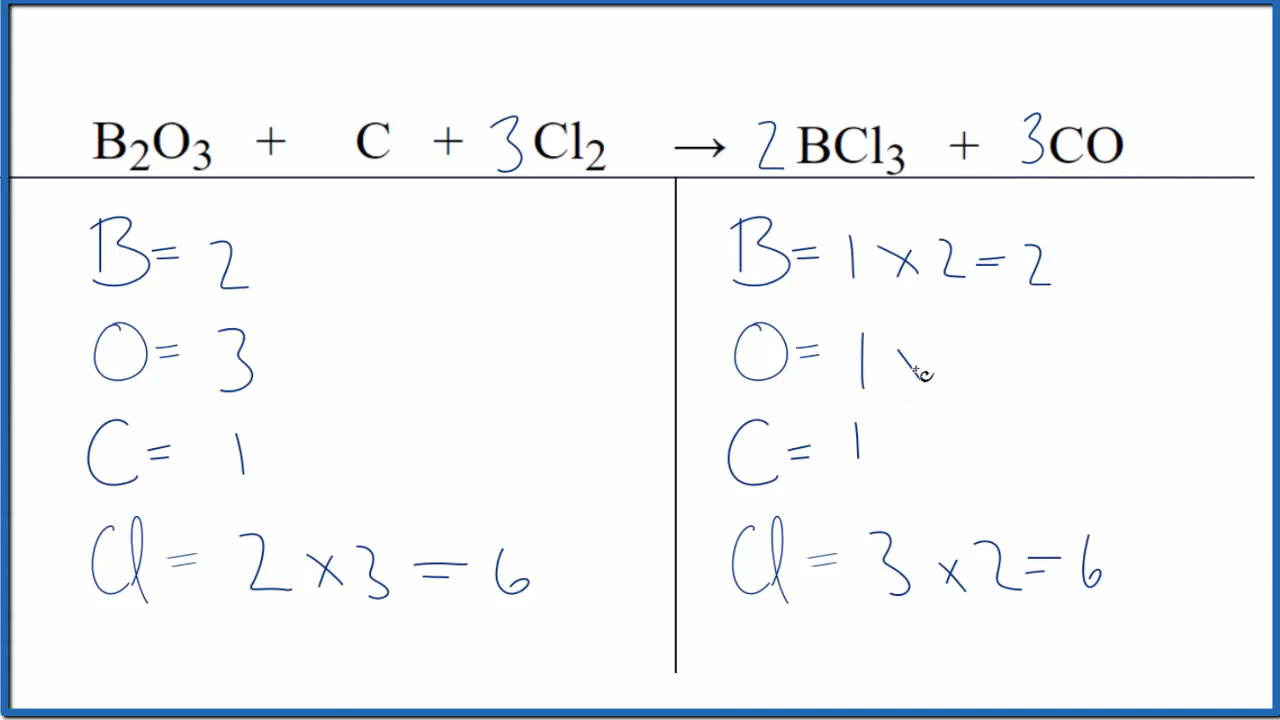 B₂O₃ + C + 3Cl₂ → 2BCl₃ + 3CO
B = 2
O = 3
C = 1
Cl = 2 × 3 = 6
B = 1 × 2 = 2
O = 1
C = 1
Cl = 3 × 2 = 6